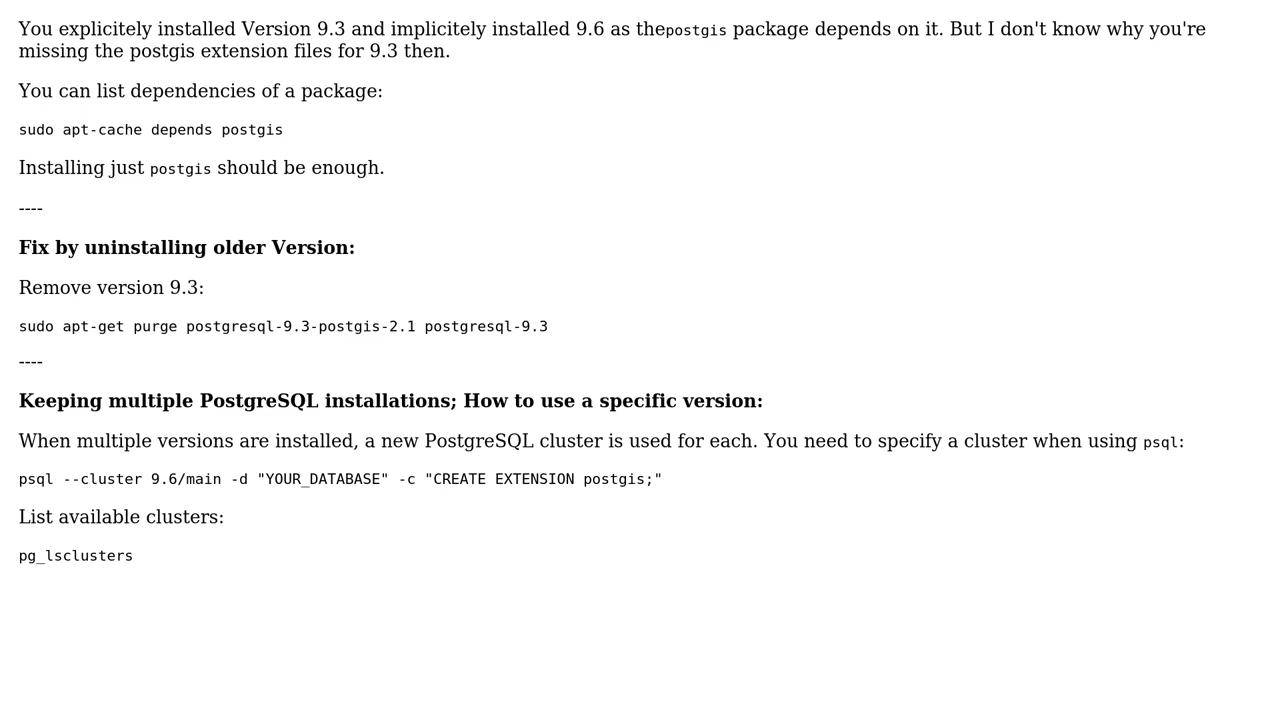 You explicitely installed Version 9.3 and implicitely installed 9.6 as thepostgis package depends on it. But I don't know why you're
missing the postgis extension files for 9.3 then.
You can list dependencies of a package:
sudo apt-cache depends postgis
Installing just postgis should be enough.
----
Fix by uninstalling older Version:
Remove version 9.3:
sudo apt-get purge postgresql-9.3-postgis-2.1 postgresql-9.3
----
Keeping multiple PostgreSQL installations; How to use a specific version:
When multiple versions are installed, a new PostgreSQL cluster is used for each. You need to specify a cluster when using psql:
psql --cluster 9.6/main -d "YOUR_DATABASE" -c "CREATE EXTENSION postgis;"
List available clusters:
pg_lsclusters